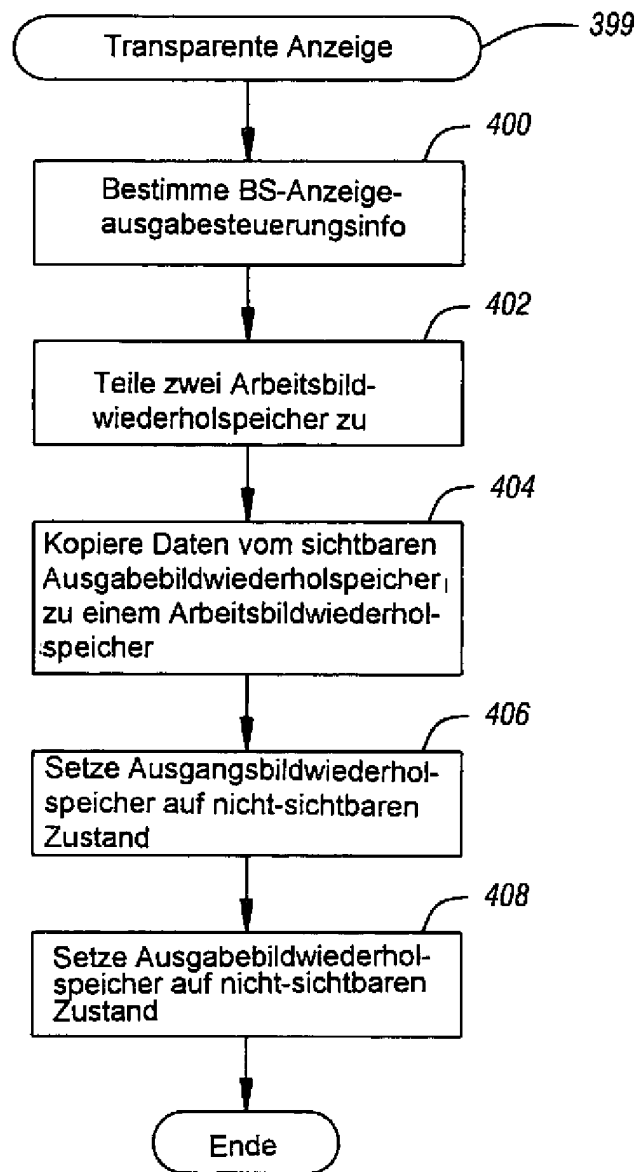 Transparente Anzeige
399
400
Bestimme BS-Anzeige-
ausgabesteuerungsinfo
402
Teile zwei Arbeitsbild-
wiederholspeicher zu
404
Kopiere Daten vom sichtbaren
Ausgabebildwiederholspeicher
zu einem Arbeitsbildwiederhol-
speicher
406
Setze Ausgangsbildwiederhol-
speicher auf nicht-sichtbaren
Zustand
408
Setze Ausgabebildwiederhol-
speicher auf nicht-sichtbaren
Zustand
Ende